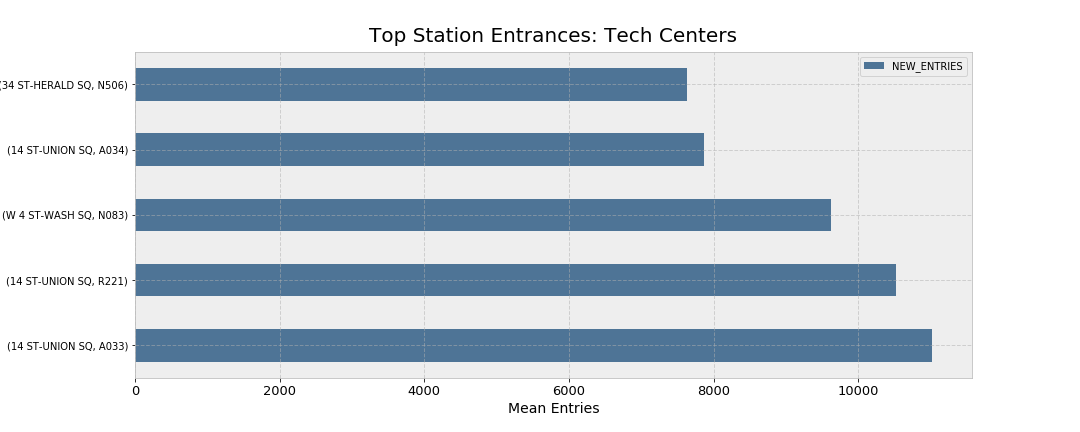 Top Station Entrances: Tech Centers
NEW_ENTRIES
(34 ST-HERALD SQ, N506)
(14 ST-UNION SQ, A034)
(W 4 ST-WASH SQ, N083)
(14 ST-UNION SQ, R221)
(14 ST-UNION SQ, A033)
0 2000 4000 6000 8000 10000
Mean Entries